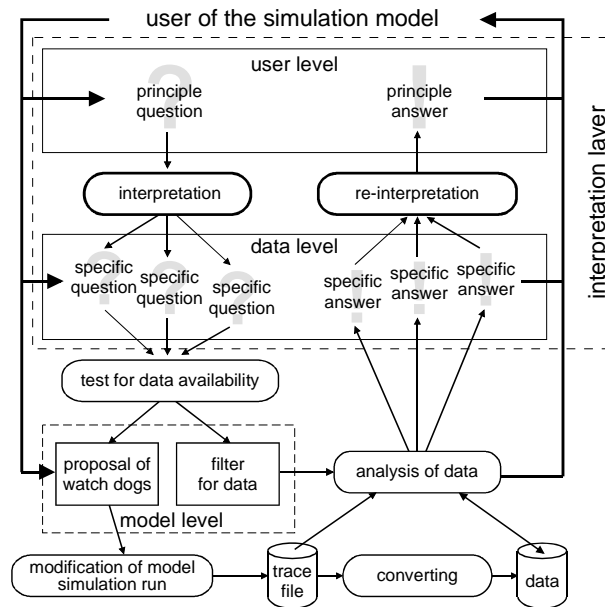 user of the simulation model
user level
principle
question
principle
answer
interpretation layer
interpretation
re-interpretation
data level
specific
question
specific
question
specific
question
specific
answer
specific
answer
specific
answer
test for data availability
proposal of
watch dogs
filter
for data
analysis of data
model level
modification of model
simulation run
trace
file
converting
data